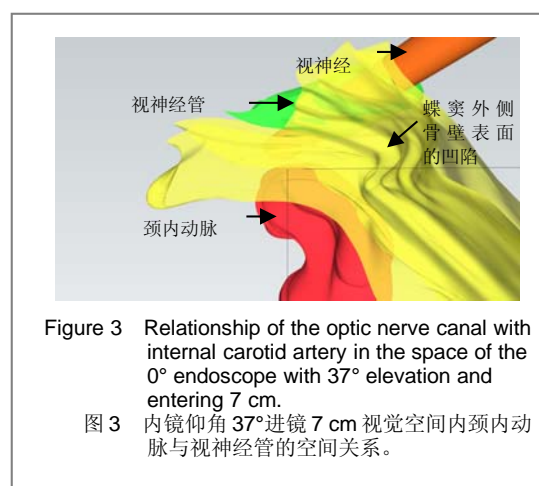 视神经
视神经管
蝶窦外侧
骨壁表面
的凹陷
颈内动脉
Figure 3 Relationship of the optic nerve canal with
internal carotid artery in the space of the
0° endoscope with 37° elevation and
entering 7 cm.
图 3 内镜仰角 37°进镜 7 cm 视觉空间内颈内动
脉与视神经管的空间关系。